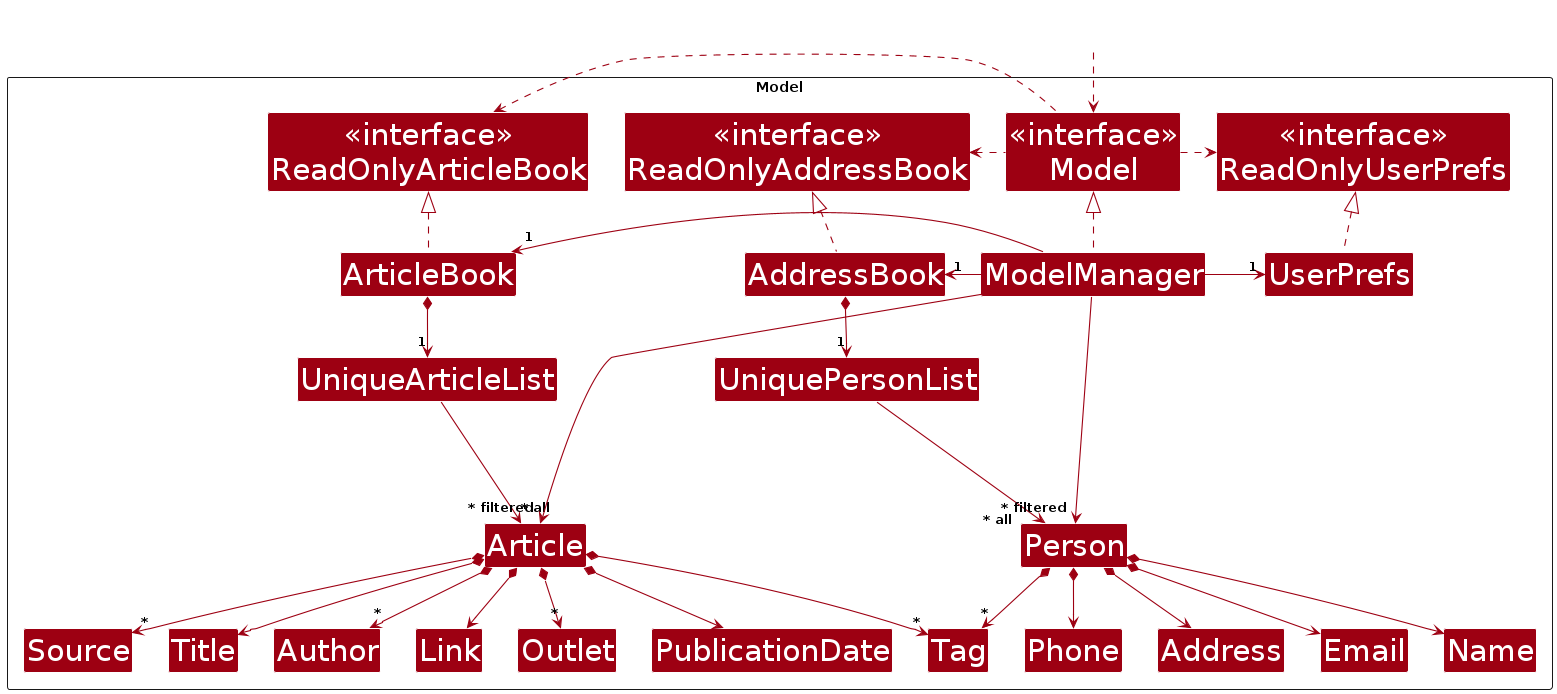 Model
«interface»
ReadOnlyArticleBook
«interface»
ReadOnlyAddressBook
«interface»
Model
«interface»
ReadOnlyUserPrefs
1
ArticleBook
AddressBook
1
ModelManager
1
UserPrefs
1
UniqueArticleList
1
UniquePersonList
* filtered
* all
* filtered
* all
Article
Person
*
*
*
*
*
Source
Title
Author
Link
Outlet
PublicationDate
Tag
Phone
Address
Email
Name